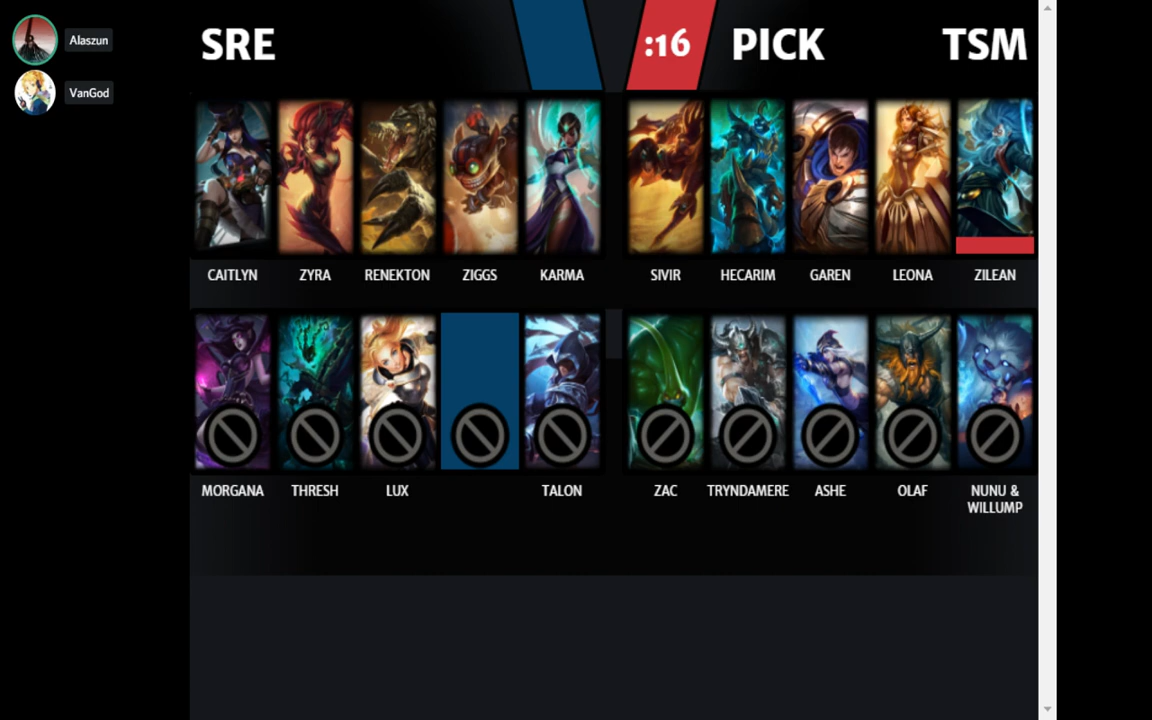 Alaszun
VanGod
SRE
:16
PICK
TSM
CAITLYN
ZYRA
RENEKTON
ZIGGS
KARMA
SIVIR
HECARIM
GAREN
LEONA
ZILEAN
MORGANA
THRESH
LUX
TALON
ZAC
TRYNDAMERE
ASHE
OLAF
NUNU &
WILLUMP